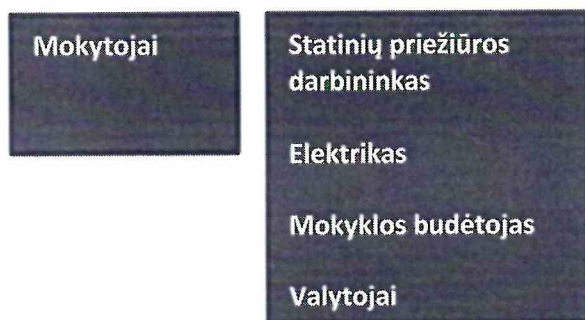 Mokytojai
Statinių priežiūros
darbininkas
Elektrikas
Mokyklos budėtojas
Valytojai